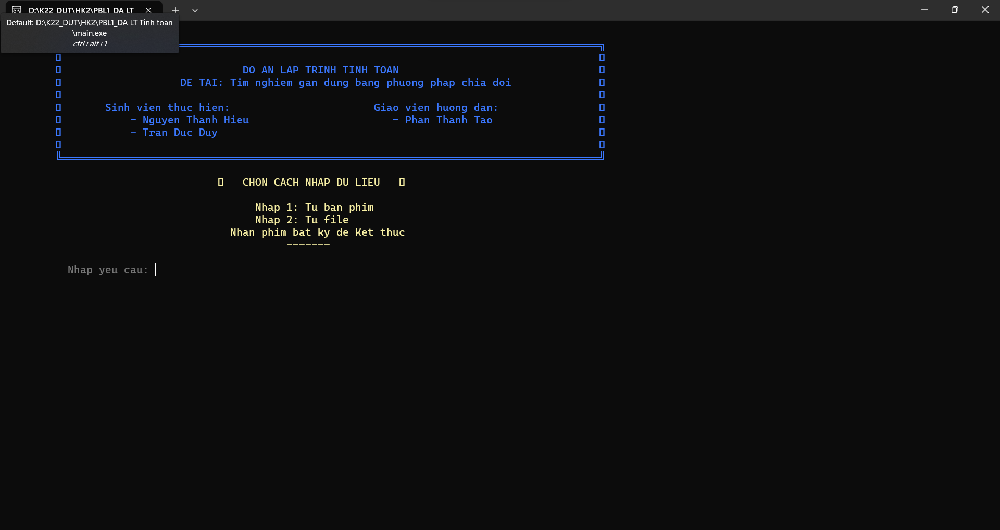 D:\K22_DUT\HK2\PBL1_DA LT
Default: D:\K22_DUT\HK2\PBL1_DA LT Tinh toan
\main.exe
ctrl+alt+1
DO AN LAP TRINH TINH TOAN
DE TAI: Tim nghiem gan dung bang phuong phap chia doi
Sinh vien thuc hien: Giao vien huong dan:
- Nguyen Thanh Hieu - Phan Thanh Tao
- Tran Duc Duy
CHON CACH NHAP DU LIEU
Nhap 1: Tu ban phim
Nhap 2: Tu file
Nhan phim bat ky de Ket thuc
-------
Nhap yeu cau: